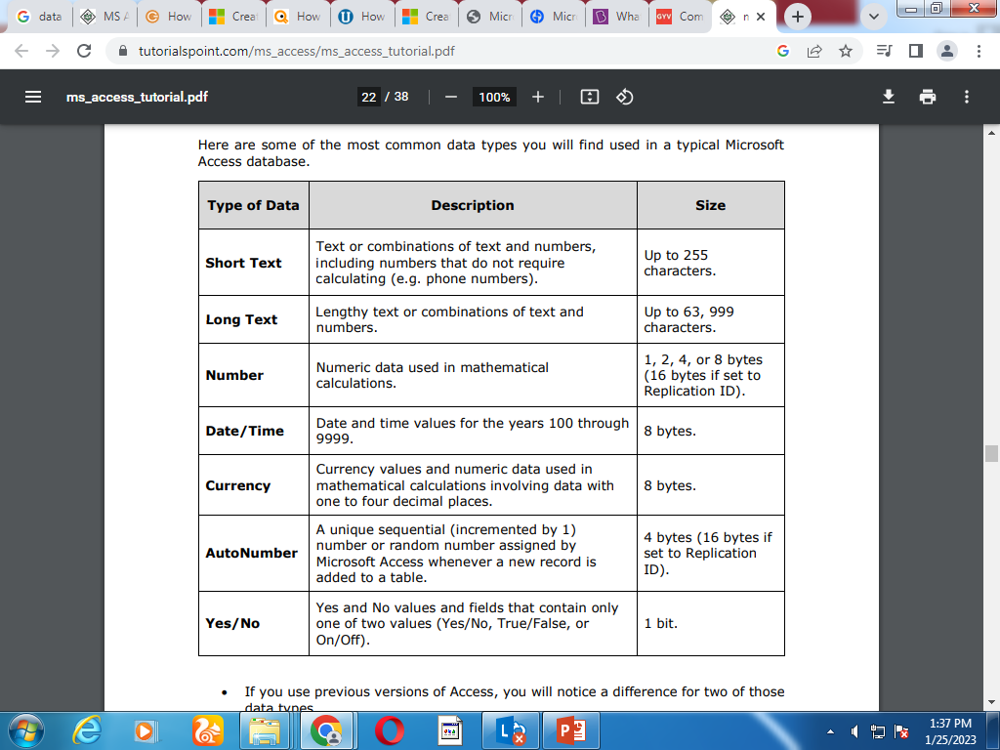 data
MS A
How
Creat
How
How
Crea
Micr
Micr
Wha
GYV Com
tutorialspoint.com/ms_access/ms_access_tutorial.pdf
ms_access_tutorial.pdf
22 / 38
100%
Here are some of the most common data types you will find used in a typical Microsoft
Access database.
Type of Data Description Size
Short Text
Text or combinations of text and numbers,
including numbers that do not require
calculating (e.g. phone numbers).
Up to 255
characters.
Long Text
Lengthy text or combinations of text and
numbers.
Up to 63, 999
characters.
Number
Numeric data used in mathematical
calculations.
1, 2, 4, or 8 bytes
(16 bytes if set to
Replication ID).
Date/Time
Date and time values for the years 100 through
9999.
8 bytes.
Currency
Currency values and numeric data used in
mathematical calculations involving data with
one to four decimal places.
8 bytes.
AutoNumber
A unique sequential (incremented by 1)
number or random number assigned by
Microsoft Access whenever a new record is
added to a table.
4 bytes (16 bytes if
set to Replication
ID).
Yes/No
Yes and No values and fields that contain only
one of two values (Yes/No, True/False, or
On/Off).
1 bit.
• If you use previous versions of Access, you will notice a difference for two of those
data types
1:37 PM
1/25/2023